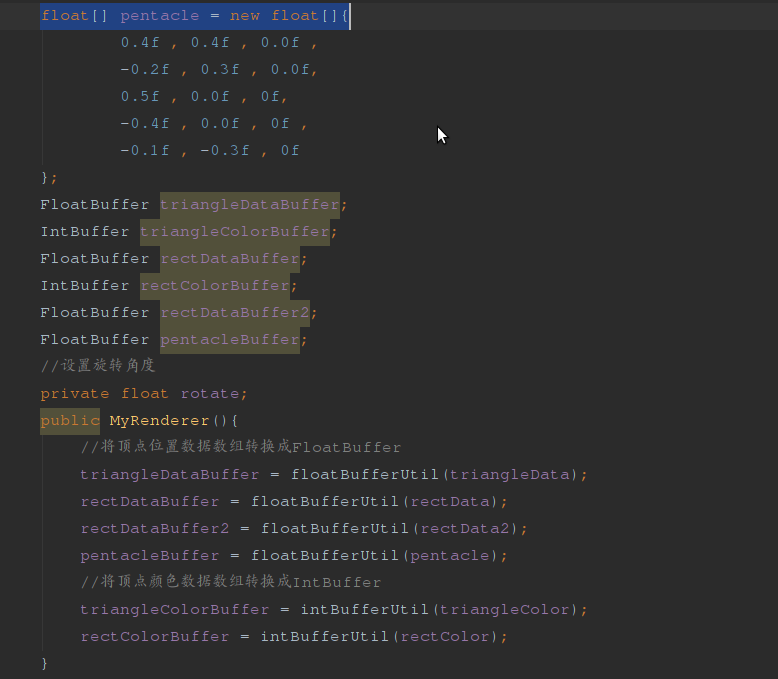 float[] pentacle = new float[]{
0.4f , 0.4f , 0.0f ,
-0.2f , 0.3f , 0.0f,
0.5f , 0.0f , 0f,
-0.4f , 0.0f , 0f ,
-0.1f , -0.3f , 0f
};
FloatBuffer triangleDataBuffer;
IntBuffer triangleColorBuffer;
FloatBuffer rectDataBuffer;
IntBuffer rectColorBuffer;
FloatBuffer rectDataBuffer2;
FloatBuffer pentacleBuffer;
//设置旋转角度
private float rotate;
public MyRenderer(){
//将顶点位置数据数组转换成FloatBuffer
triangleDataBuffer = floatBufferUtil(triangleData);
rectDataBuffer = floatBufferUtil(rectData);
rectDataBuffer2 = floatBufferUtil(rectData2);
pentacleBuffer = floatBufferUtil(pentacle);
//将顶点颜色数据数组转换成IntBuffer
triangleColorBuffer = intBufferUtil(triangleColor);
rectColorBuffer = intBufferUtil(rectColor);
}